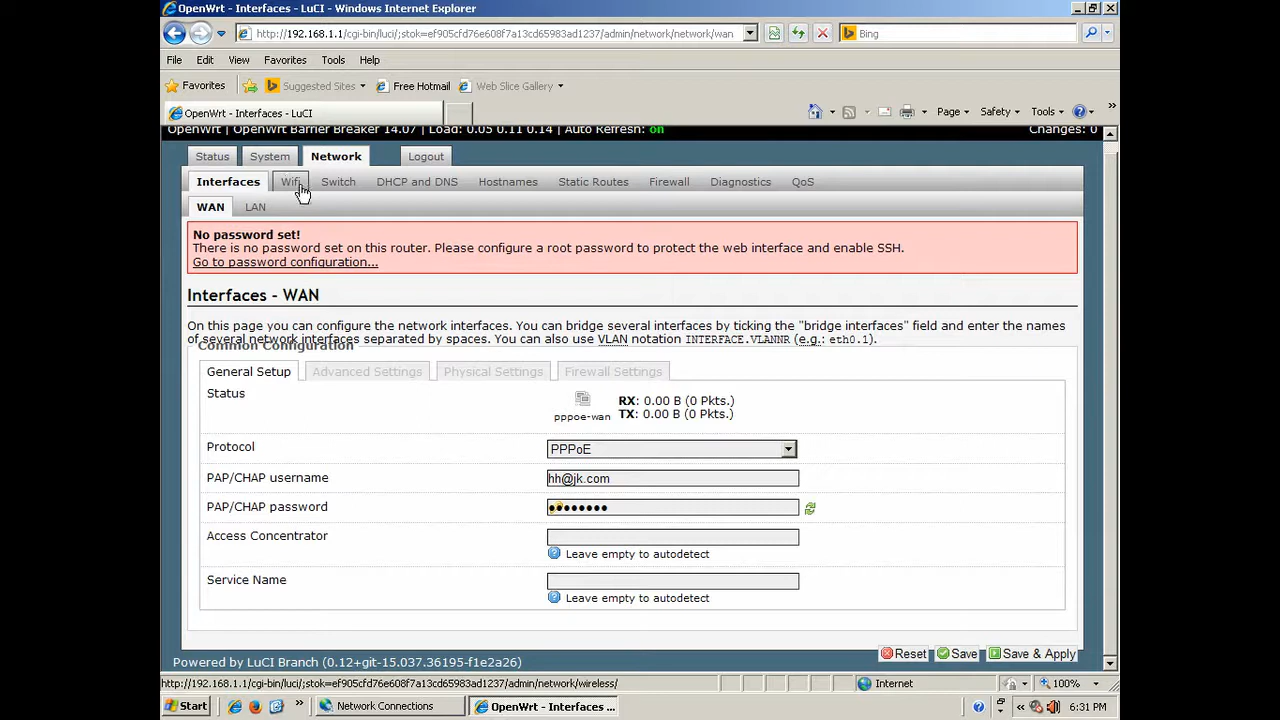 OpenWrt - Interfaces - LuCI - Windows Internet Explorer
http://192.168.1.1/cgi-bin/luci/;stok=ef905cfd76e608f7a13a0ecda65983ad1237/admin/network/network/wan
Bing
File Edit View Favorites Tools Help
Favorites Suggested Sites Free Hotmail Web Slice Gallery
OpenWrt - Interfaces - LuCI
Page Safety Tools
OpenWrt | OpenWrt Barrier Breaker 14.07 | Load: 0.05 0.11 0.14 | Auto Refresh: on Changes: 0
Status System Network Logout
Interfaces Wifi Switch DHCP and DNS Hostnames Static Routes Firewall Diagnostics QoS
WAN LAN
No password set!
There is no password set on this router. Please configure a root password to protect the web interface and enable SSH.
Go to password configuration...
Interfaces - WAN
On this page you can configure the network interfaces. You can bridge several interfaces by ticking the "bridge interfaces" field and enter the names
of several network interfaces separated by spaces. You can also use VLAN notation INTERFACE.VLANNR (e.g.: eth0.1).
Common Configuration
General Setup Advanced Settings Physical Settings Firewall Settings
Status
RX: 0.00 B (0 Pkts.)
pppoe-wan TX: 0.00 B (0 Pkts.)
Protocol PPPoE
PAP/CHAP username hh@jk.com
PAP/CHAP password ●●●●●●●●
Access Concentrator
Leave empty to autodetect
Service Name
Leave empty to autodetect
Reset Save Save & Apply
Powered by LuCI Branch (0.12+git-15.037.36195-f1e2a26)
http://192.168.1.1/cgi-bin/luci/;stok=ef905cfd76e608f7a13a0ecda65983ad1237/admin/network/wireless/ Internet 100%
Start Network Connections OpenWrt - Interfaces ... 6:31 PM